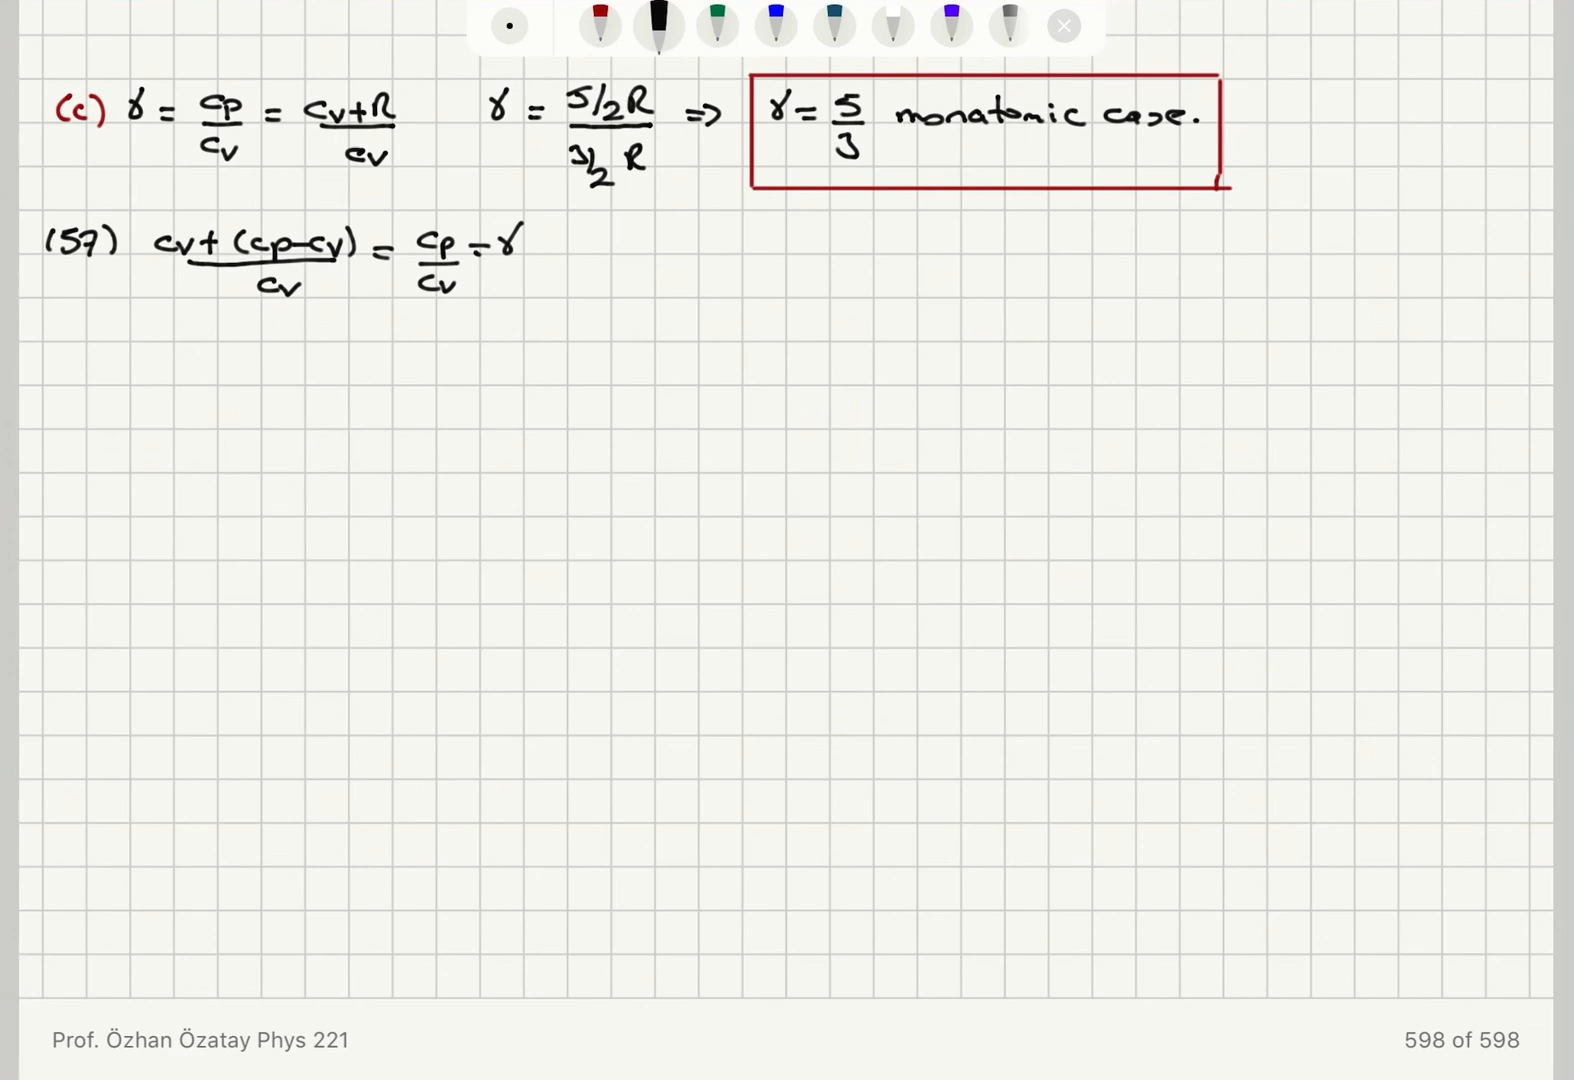 (c) γ = cp/cv = cv+R/cv γ = 5/2 R / 3/2 R => γ = 5/3 monatomic case.
(57) cv+(cp-cv)/cv = cp/cv = γ
Prof. Özhan Özatay Phys 221
598 of 598